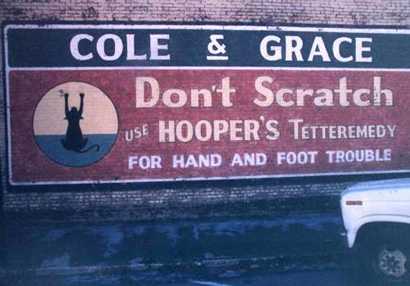 COLE & GRACE
Don't Scratch
USE HOOPER'S TETTEREMEDY
FOR HAND AND FOOT TROUBLE